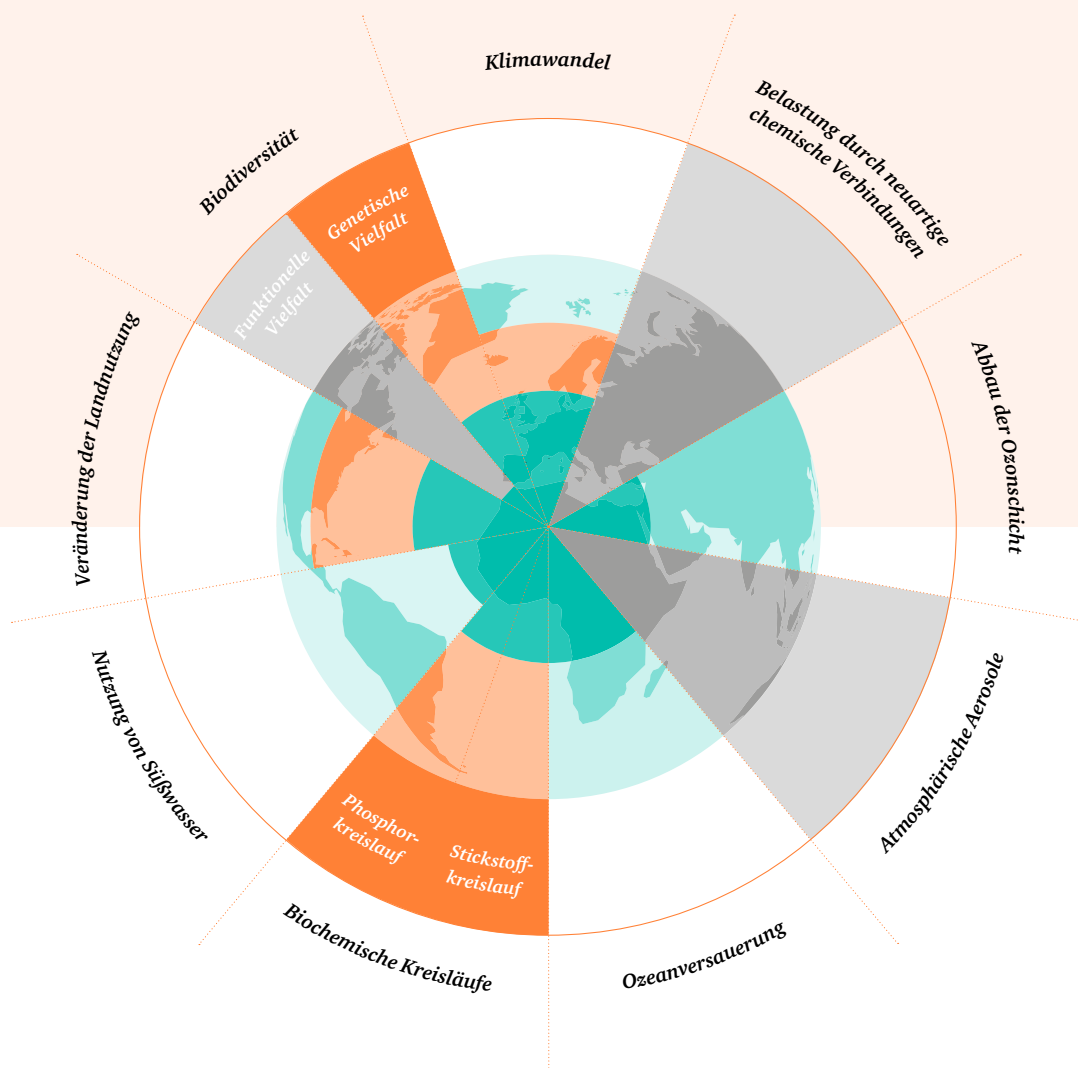 Klimawandel
Belastung durch neuartige
chemische Verbindungen
Abbau der Ozonschicht
Atmosphärische Aerosole
Ozeanversauerung
Biochemische Kreisläufe
Phosphor-
kreislauf
Stickstoff-
kreislauf
Nutzung von Süßwasser
Veränderung der Landnutzung
Biodiversität
Funktionelle
Vielfalt
Genetische
Vielfalt